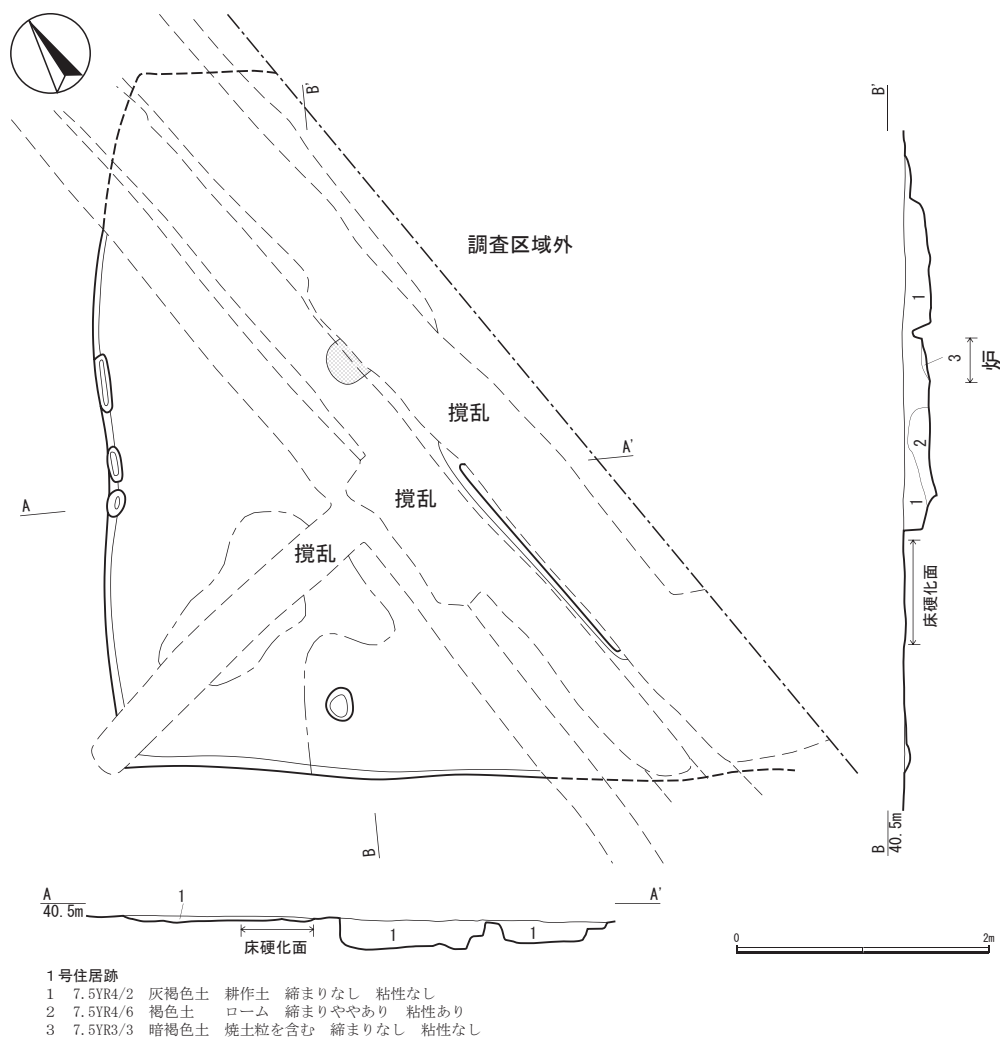 B'
調査区域外
撹乱
A'
撹乱
A
撹乱
B
B'
1
3
炉
2
1
床硬化面
B
40.5m
A
40.5m
1
A'
1
1
床硬化面
0
2m
1号住居跡
1 7.5YR4/2 灰褐色土 耕作土 締まりなし 粘性なし
2 7.5YR4/6 褐色土 ローム 締まりややあり 粘性あり
3 7.5YR3/3 暗褐色土 焼土粒を含む 締まりなし 粘性なし